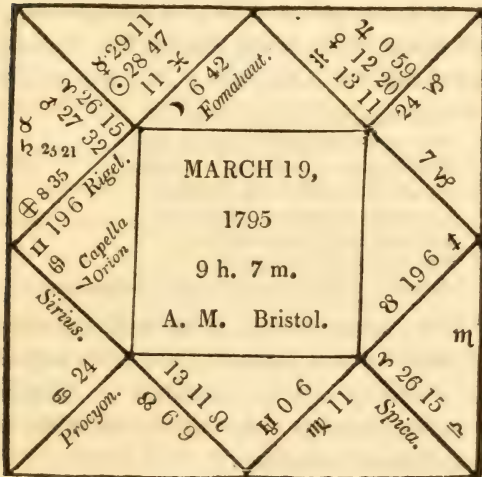 ☿ 29 11
☉ 28 47
11 ♓
☽ 6 42
Fomahaut.
♃ 0 59
♀ 12 20
♒ 13 11
24 ♑
♈ 26 15
♂ 27 32
♄ ♉ 25 21
⊕ 8 35
♊ 19 6 Rigel.
♋ Capella
Orion
7 ♑
♐ 19 6 ♉
♏
MARCH 19,
1795
9 h. 7 m.
A. M. Bristol.
Sirius.
♋ 24
Procyon.
13 11 ♌
☊ 6 9
♅ 0 6
♍ 11
Spica.
♈ 26 15 ♎